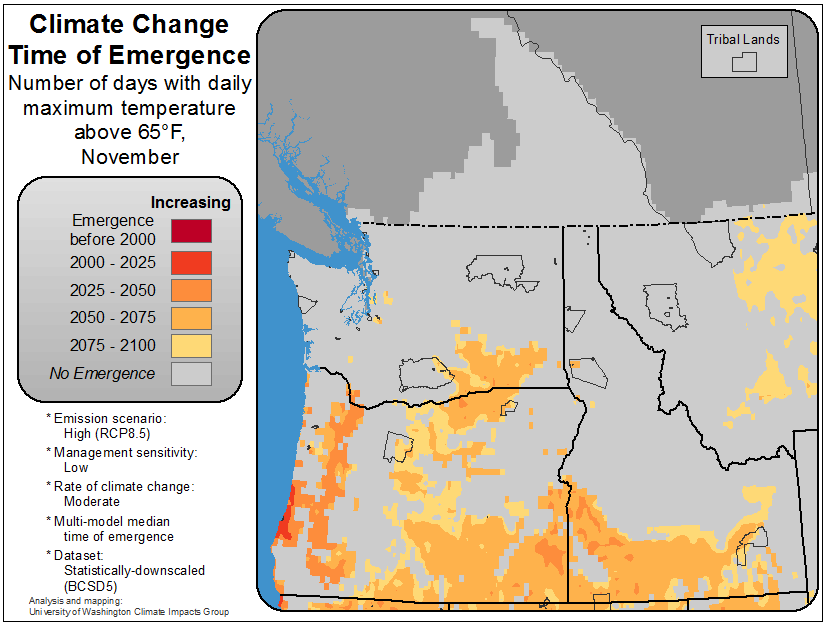 Climate Change
Time of Emergence
Number of days with daily
maximum temperature
above 65°F,
November
Increasing
Emergence
before 2000
2000 - 2025
2025 - 2050
2050 - 2075
2075 - 2100
No Emergence
* Emission scenario:
High (RCP8.5)
* Management sensitivity:
Low
* Rate of climate change:
Moderate
* Multi-model median
time of emergence
* Dataset:
Statistically-downscaled
(BCSD5)
Analysis and mapping:
University of Washington Climate Impacts Group
Tribal Lands